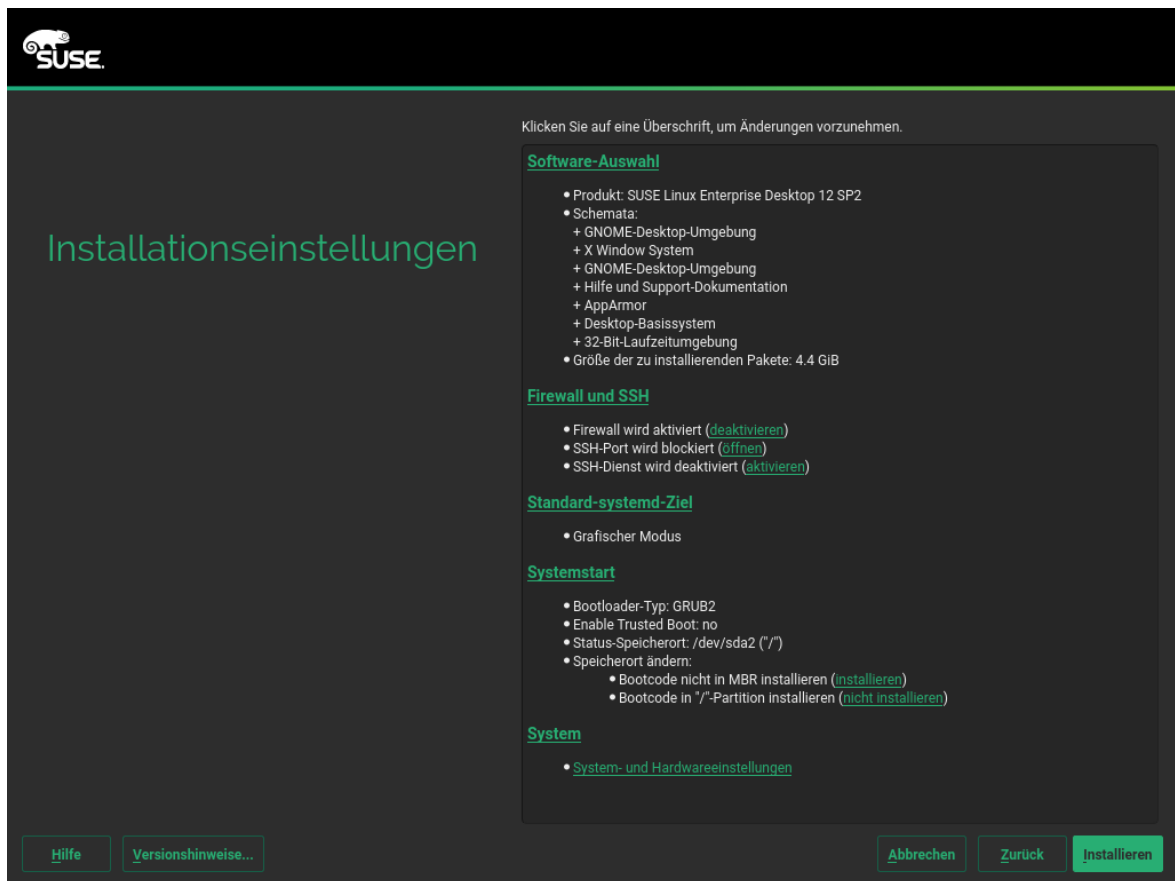 SUSE.
Klicken Sie auf eine Überschrift, um Änderungen vorzunehmen.
Installationseinstellungen
Software-Auswahl
• Produkt: SUSE Linux Enterprise Desktop 12 SP2
• Schemata:
+ GNOME-Desktop-Umgebung
+ X Window System
+ GNOME-Desktop-Umgebung
+ Hilfe und Support-Dokumentation
+ AppArmor
+ Desktop-Basissystem
+ 32-Bit-Laufzeitumgebung
• Größe der zu installierenden Pakete: 4.4 GiB
Firewall und SSH
• Firewall wird aktiviert (deaktivieren)
• SSH-Port wird blockiert (öffnen)
• SSH-Dienst wird deaktiviert (aktivieren)
Standard-systemd-Ziel
• Grafischer Modus
Systemstart
• Bootloader-Typ: GRUB2
• Enable Trusted Boot: no
• Status-Speicherort: /dev/sda2 ("/")
• Speicherort ändern:
• Bootcode nicht in MBR installieren (installieren)
• Bootcode in "/"-Partition installieren (nicht installieren)
System
• System- und Hardwareeinstellungen
Hilfe Versionshinweise... Abbrechen Zurück Installieren